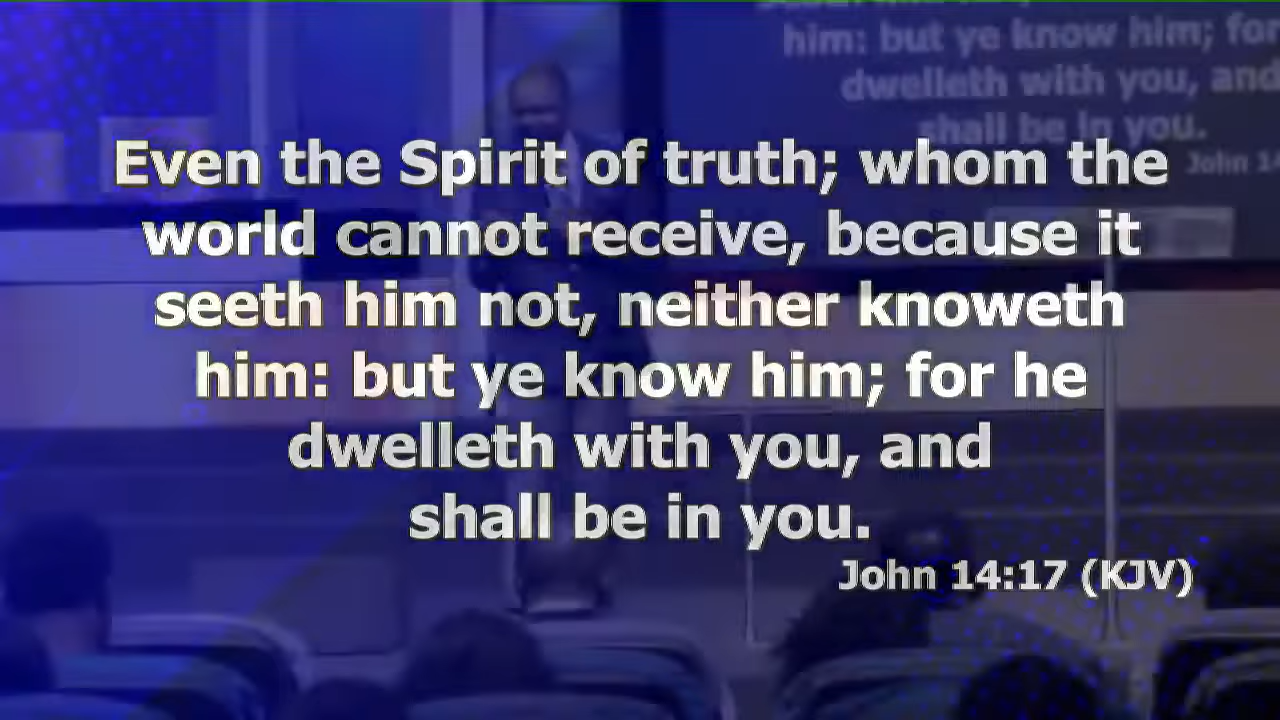 him: but ye know him; for
dwelleth with you, and
shall be in you.
John 14
Even the Spirit of truth; whom the
world cannot receive, because it
seeth him not, neither knoweth
him: but ye know him; for he
dwelleth with you, and
shall be in you.
John 14:17 (KJV)